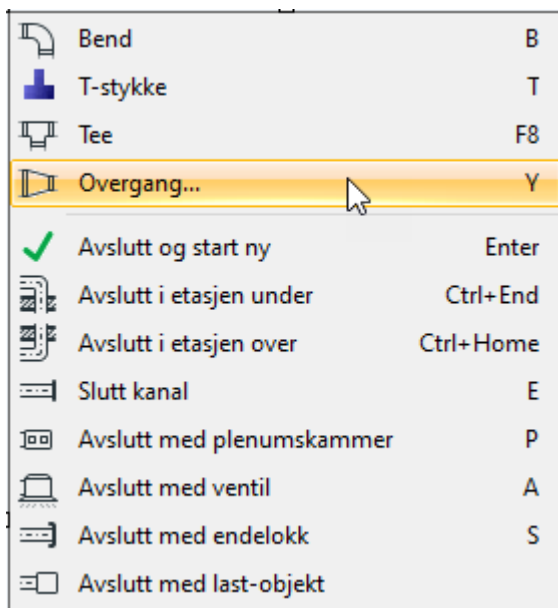 Bend B
T-stykke T
Tee F8
Overgang... Y
Avslutt og start ny Enter
Avslutt i etasjen under Ctrl+End
Avslutt i etasjen over Ctrl+Home
Slutt kanal E
Avslutt med plenumskammer P
Avslutt med ventil A
Avslutt med endelokk S
Avslutt med last-objekt